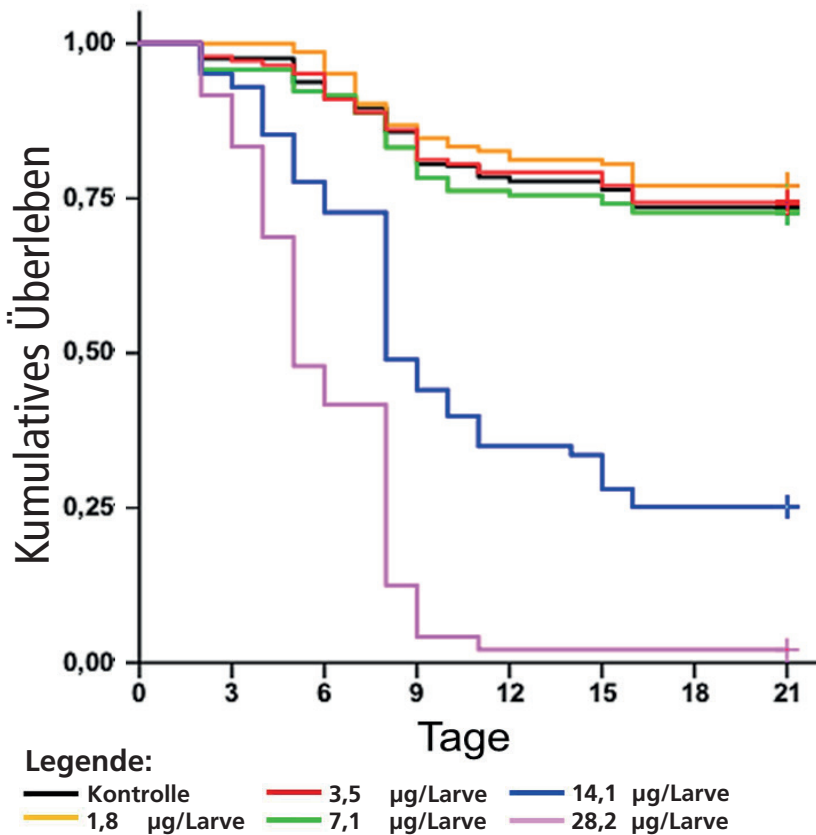 Kumulatives Überleben
1,00
0,75
0,50
0,25
0,00
0 3 6 9 12 15 18 21
Tage
Legende:
Kontrolle 3,5 µg/Larve 14,1 µg/Larve
1,8 µg/Larve 7,1 µg/Larve 28,2 µg/Larve